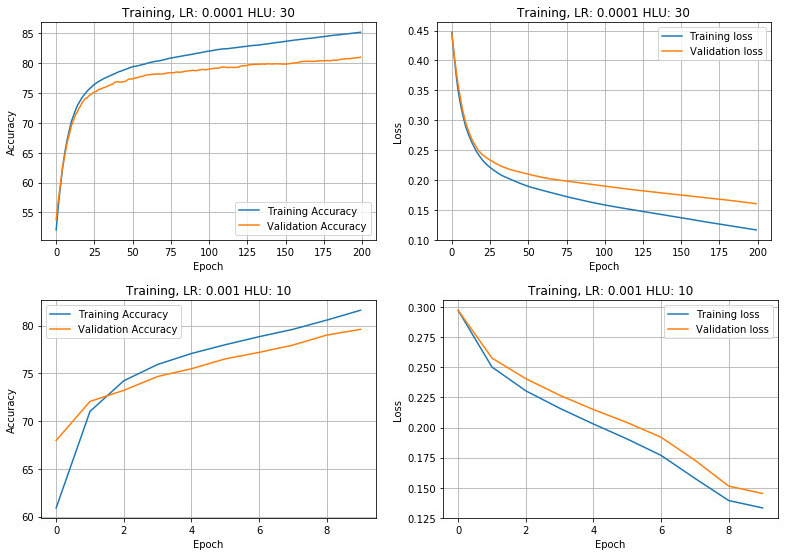 Training, LR: 0.0001 HLU: 30
85
80
75
70
65
60
55
Accuracy
Training Accuracy
Validation Accuracy
0 25 50 75 100 125 150 175 200
Epoch
Training, LR: 0.0001 HLU: 30
0.45
0.40
0.35
0.30
0.25
0.20
0.15
0.10
Loss
Training loss
Validation loss
0 25 50 75 100 125 150 175 200
Epoch
Training, LR: 0.001 HLU: 10
80
75
70
65
60
Accuracy
Training Accuracy
Validation Accuracy
0 2 4 6 8
Epoch
Training, LR: 0.001 HLU: 10
0.300
0.275
0.250
0.225
0.200
0.175
0.150
0.125
Loss
Training loss
Validation loss
0 2 4 6 8
Epoch